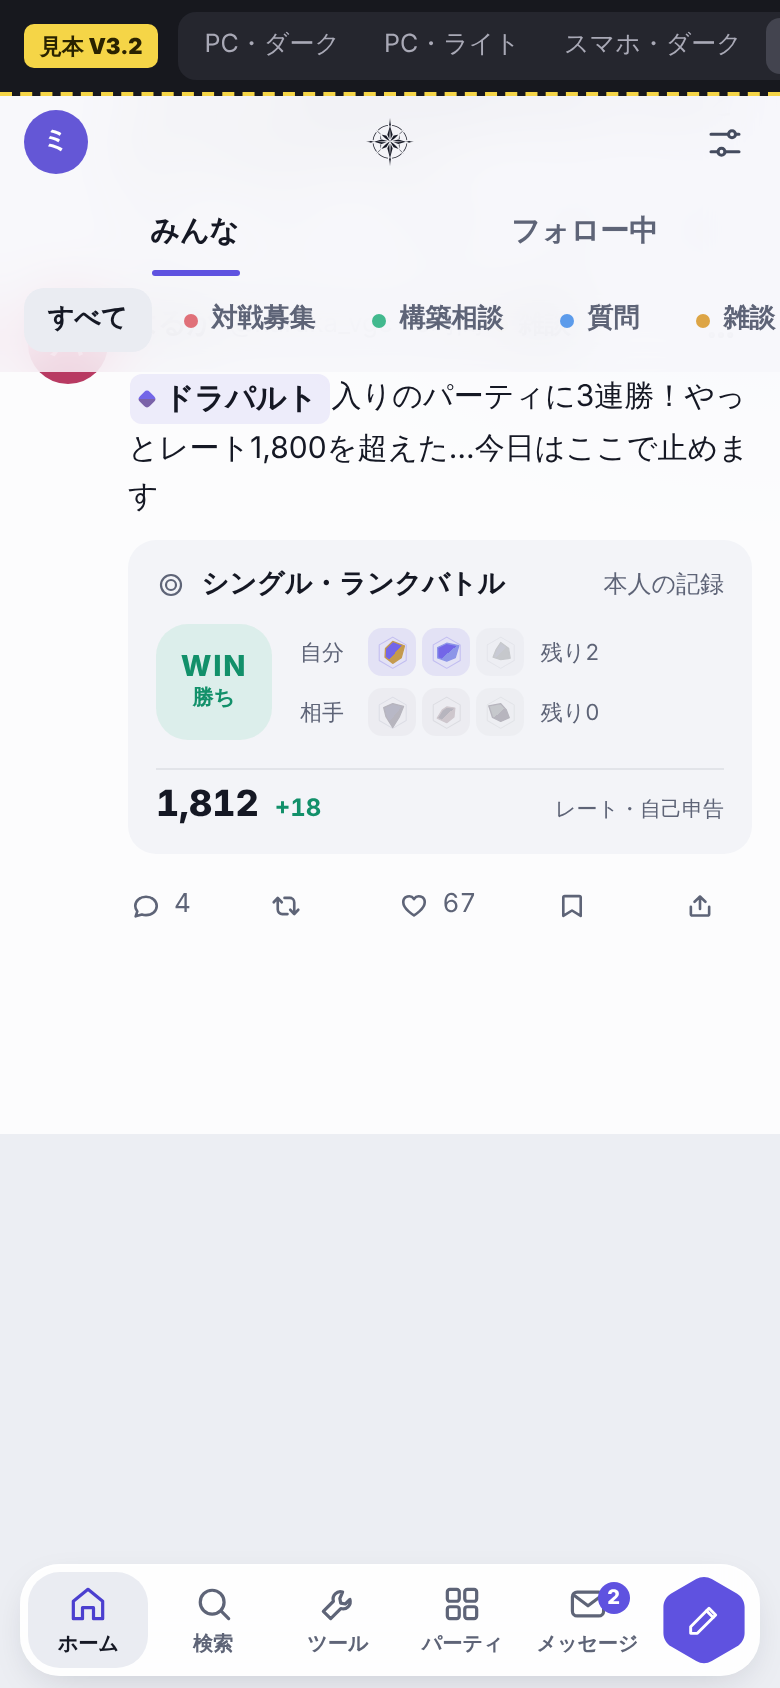 見本 V3.2
PC・ダーク
PC・ライト
スマホ・ダーク
ミ
みんな
フォロー中
すべて
対戦募集
構築相談
質問
雑談
ドラパルト入りのパーティに3連勝！やっ
とレート1,800を超えた…今日はここで止めま
す
シングル・ランクバトル
本人の記録
WIN
勝ち
自分
残り2
相手
残り0
1,812
+18
レート・自己申告
4
67
ホーム
検索
ツール
パーティ
メッセージ
2